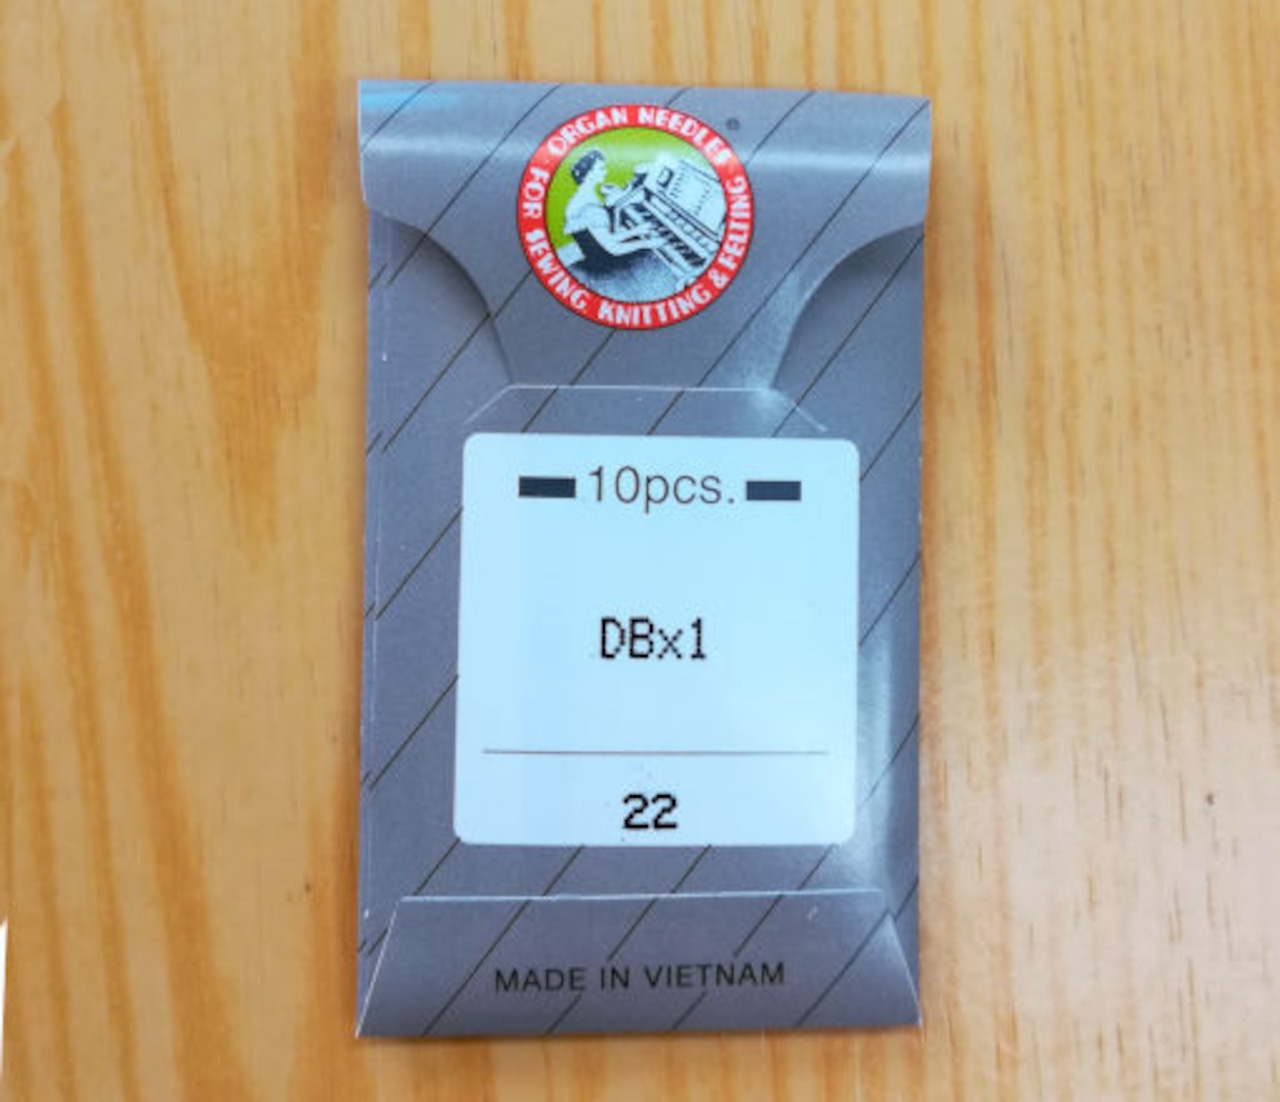 ORGAN NEEDLES ®
FOR SEWING, KNITTING & FELTING
10pcs.
DBx1
22
MADE IN VIETNAM